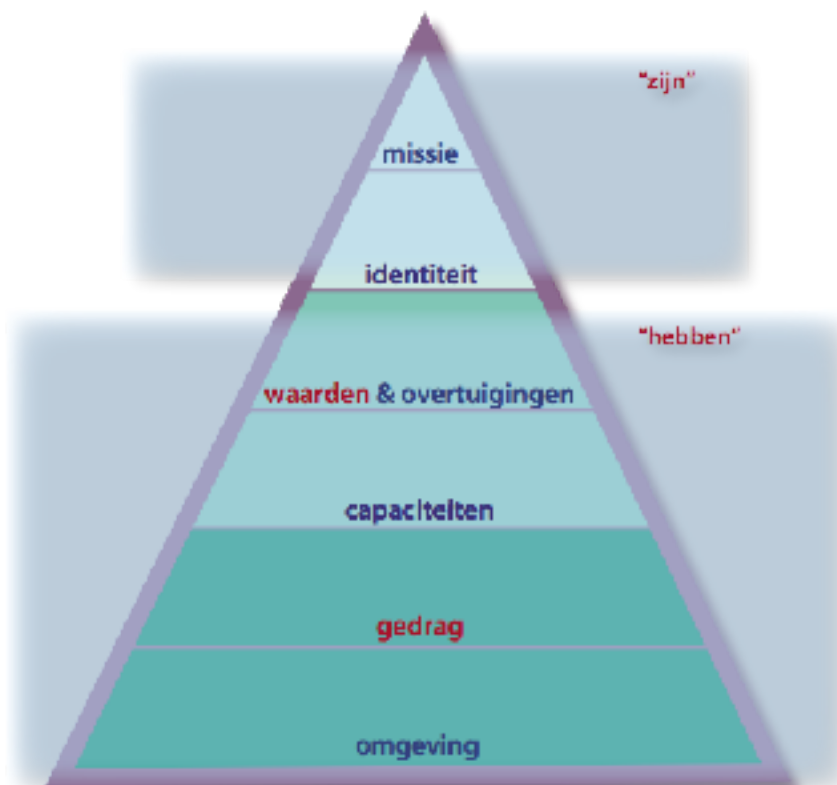 "zijn"
missie
identiteit
"hebben"
waarden & overtuigingen
capaciteiten
gedrag
omgeving